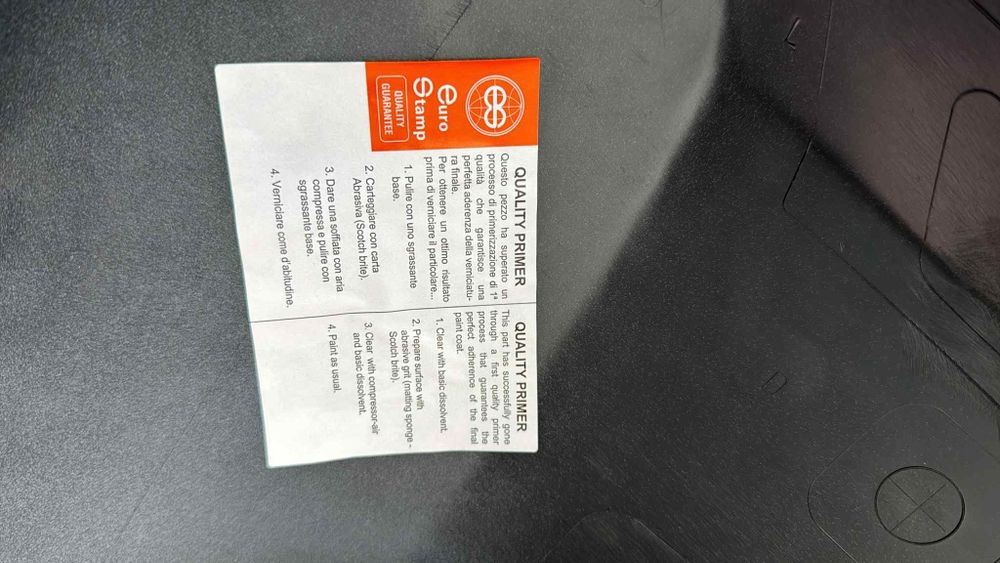 es
euro
Stamp
QUALITY
GUARANTEE
QUALITY PRIMER
Questo pezzo ha superato un
processo di primerizzazione di 1ª
qualità che garantisce una
perfetta aderenza della verniciatu-
ra finale.
Per ottenere un ottimo risultato
prima di verniciare il particolare...
1. Pulire con uno sgrassante
base.
2. Carteggiare con carta
Abrasiva (Scotch brite).
3. Dare una soffiata con aria
compressa e pulire con
sgrassante base.
4. Verniciare come d'abitudine.
QUALITY PRIMER
This part has successfully gone
through a first quality primer
process that guarantees the
perfect adherence of the final
paint coat.
1. Clear with basic dissolvent.
2. Prepare surface with
abrasive grit (matting sponge -
Scotch brite).
3. Clear with compressor-air
and basic dissolvent.
4. Paint as usual.